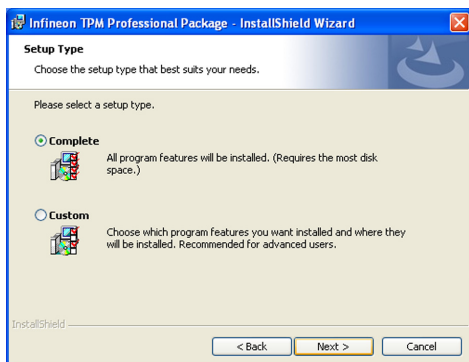 Infineon TPM Professional Package - InstallShield Wizard
Setup Type
Choose the setup type that best suits your needs.
Please select a setup type.
Complete
All program features will be installed. (Requires the most disk
space.)
Custom
Choose which program features you want installed and where they
will be installed. Recommended for advanced users.
InstallShield
< Back
Next >
Cancel